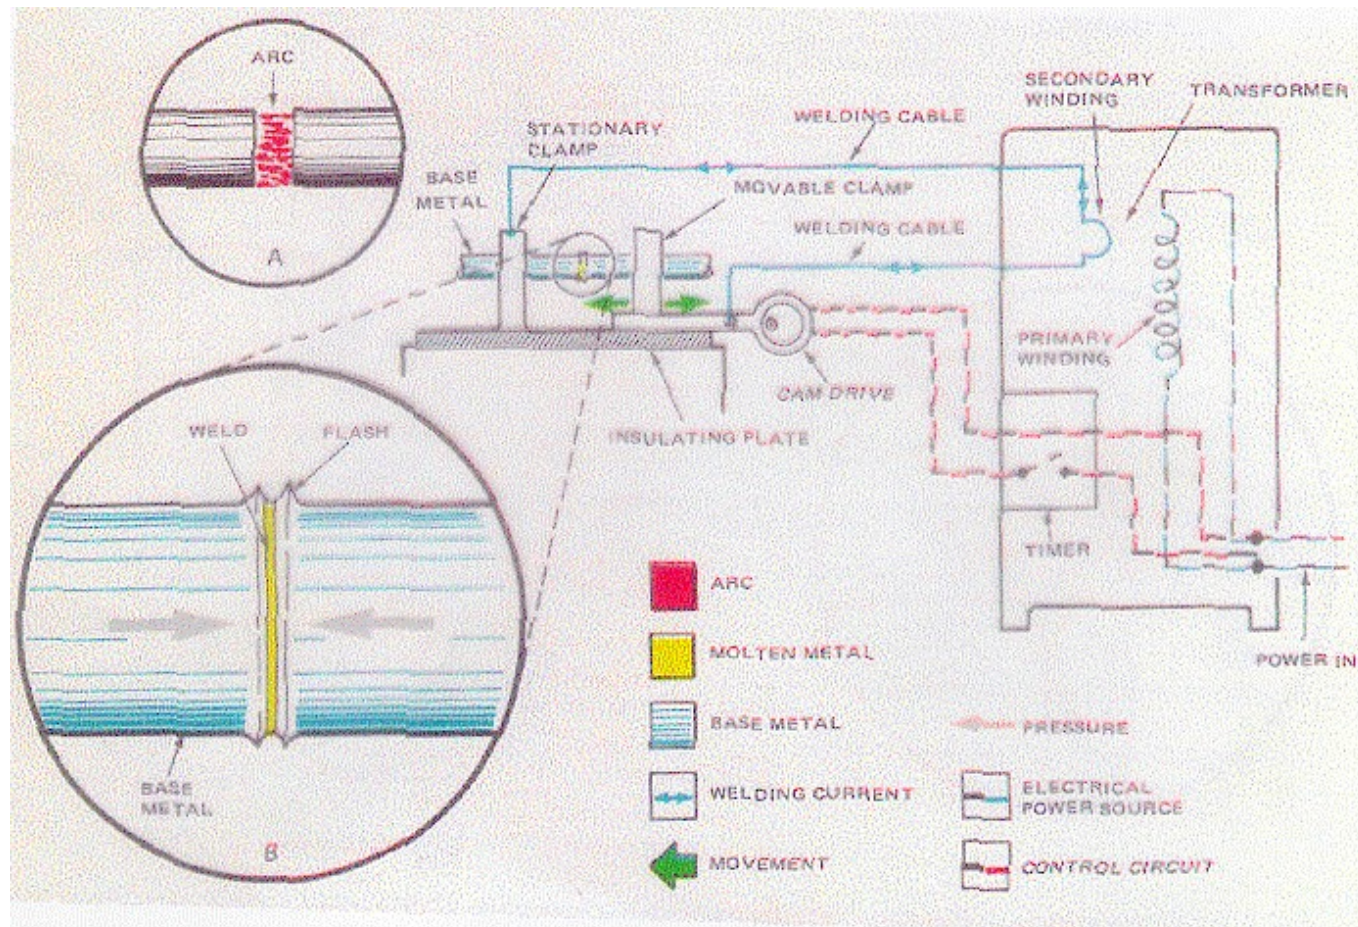 ARC
A
STATIONARY
CLAMP
BASE
METAL
WELDING CABLE
MOVABLE CLAMP
WELDING CABLE
SECONDARY
WINDING
TRANSFORMER
PRIMARY
WINDING
CAM DRIVE
INSULATING PLATE
TIMER
POWER IN
WELD
FLASH
BASE
METAL
B
ARC
MOLTEN METAL
BASE METAL
WELDING CURRENT
MOVEMENT
PRESSURE
ELECTRICAL
POWER SOURCE
CONTROL CIRCUIT